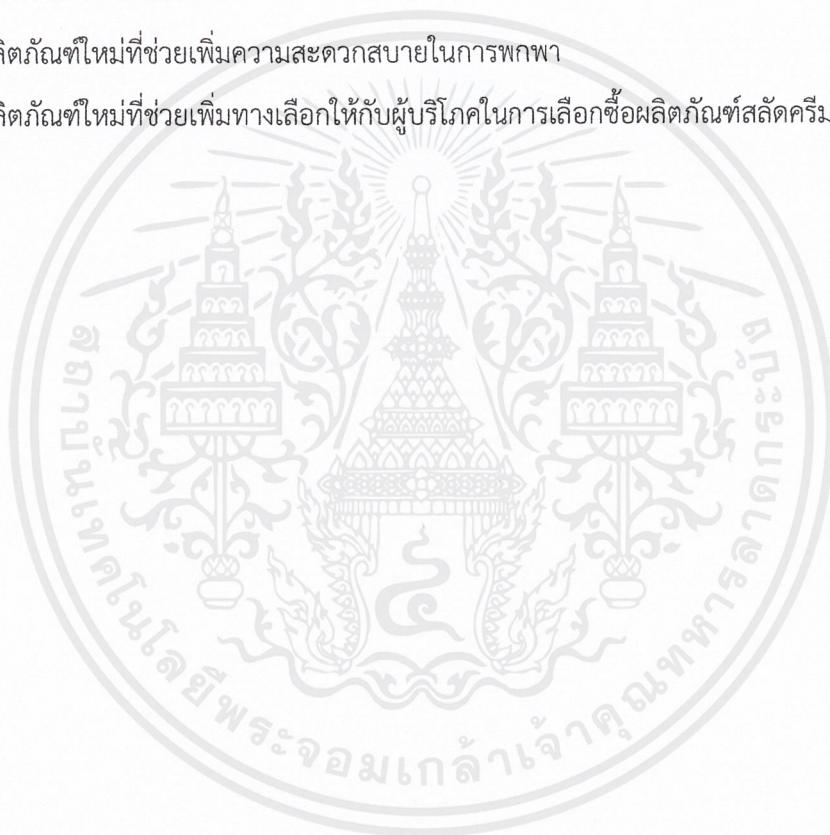 ลิตภัณฑ์ใหม่ที่ช่วยเพิ่มความสะดวกสบายในการพกพา
ลิตภัณฑ์ใหม่ที่ช่วยเพิ่มทางเลือกให้กับผู้บริโภคในการเลือกซื้อผลิตภัณฑ์สลัดครีม
สถาบันเทคโนโลยีพระจอมเกล้าเจ้าคุณทหารลาดกระบัง